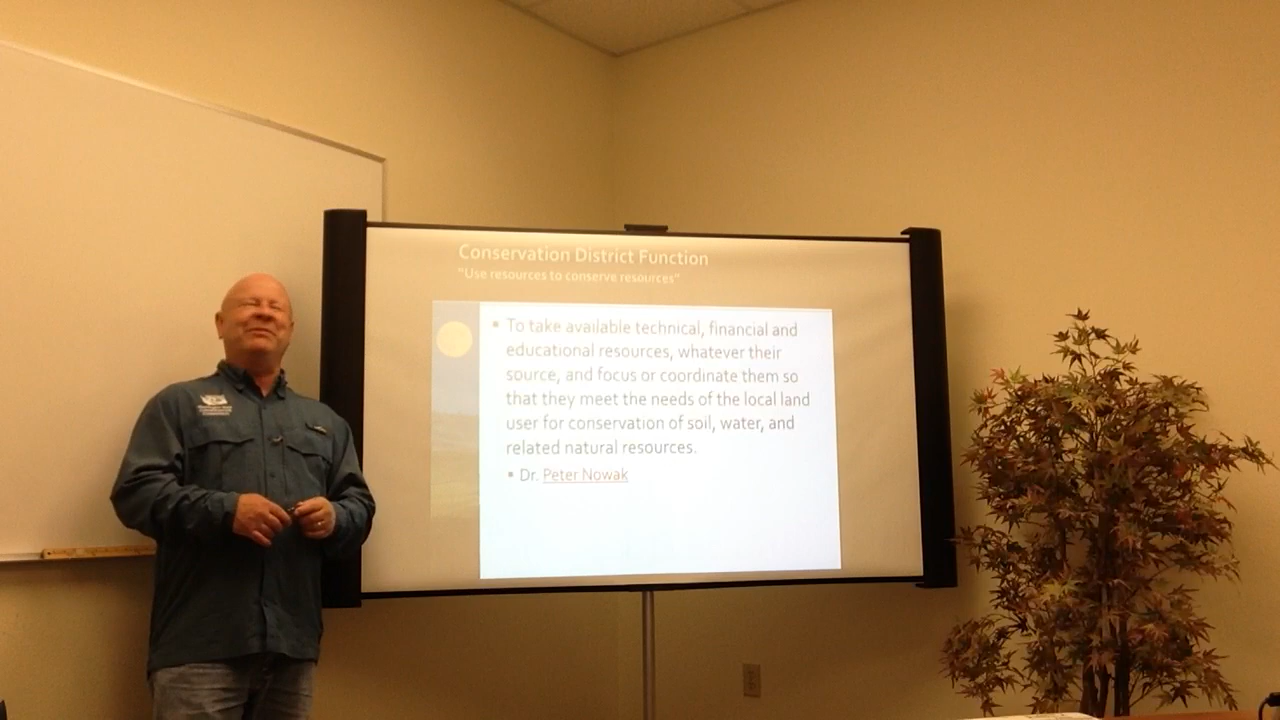 Conservation District Function
"Use resources to conserve resources"
To take available technical, financial and
educational resources, whatever their
source, and focus or coordinate them so
that they meet the needs of the local land
user for conservation of soil, water, and
related natural resources.
Dr. Peter Nowak